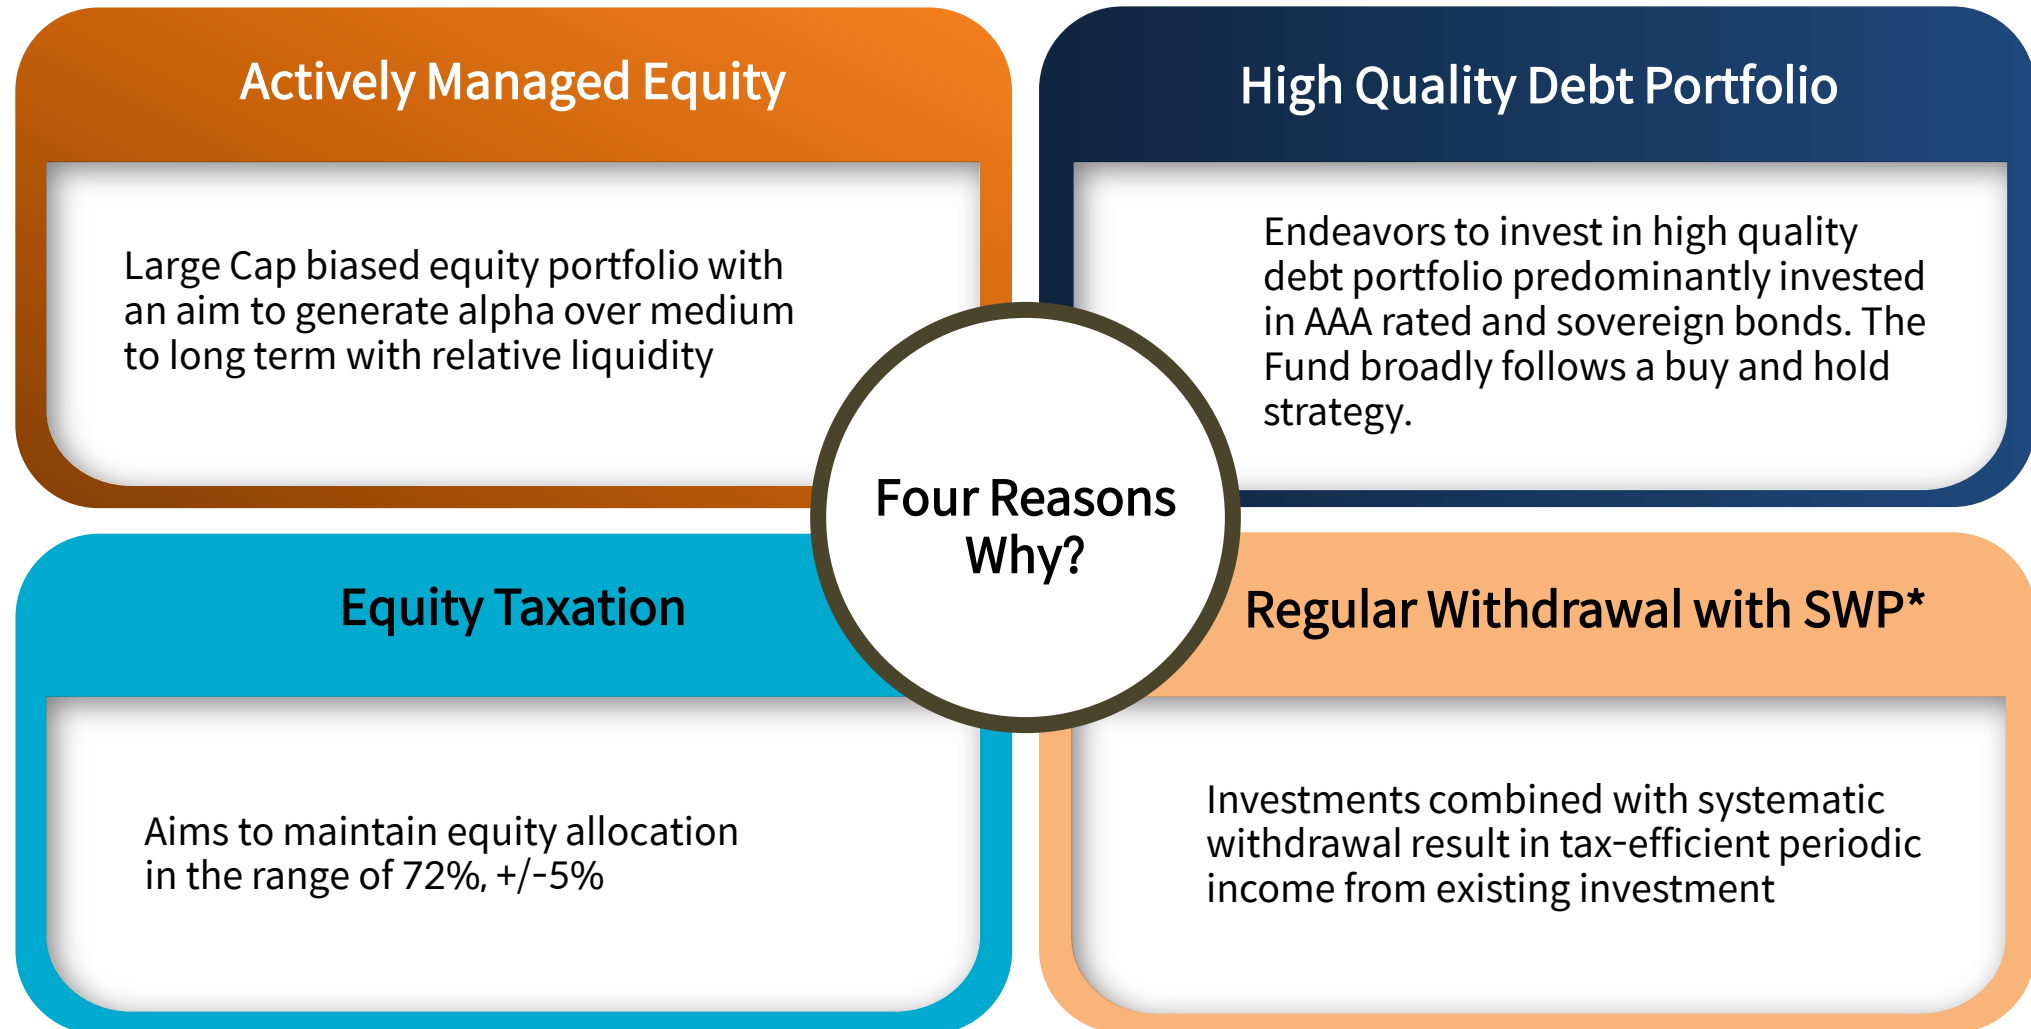 Actively Managed Equity
Large Cap biased equity portfolio with
an aim to generate alpha over medium
to long term with relative liquidity
High Quality Debt Portfolio
Endeavors to invest in high quality
debt portfolio predominantly invested
in AAA rated and sovereign bonds. The
Fund broadly follows a buy and hold
strategy.
Four Reasons
Why?
Equity Taxation
Aims to maintain equity allocation
in the range of 72%, +/-5%
Regular Withdrawal with SWP*
Investments combined with systematic
withdrawal result in tax-efficient periodic
income from existing investment